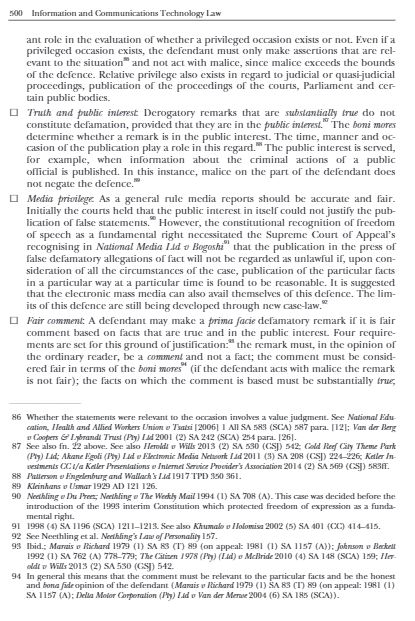 500 Information and Communications Technology Law
ant role in the evaluation of whether a privileged occasion exists or not. Even if a
privileged occasion exists, the defendant must only make assertions that are rel-
evant to the situation⁸⁶ and not act with malice, since malice exceeds the bounds
of the defence. Relative privilege also exists in regard to judicial or quasi-judicial
proceedings, publication of the proceedings of the courts, Parliament and cer-
tain public bodies.
□ Truth and public interest: Derogatory remarks that are substantially true do not
constitute defamation, provided that they are in the public interest.⁸⁷ The boni mores
determine whether a remark is in the public interest. The time, manner and oc-
casion of the publication play a role in this regard.⁸⁸ The public interest is served,
for example, when information about the criminal actions of a public
official is published. In this instance, malice on the part of the defendant does
not negate the defence.⁸⁹
□ Media privilege: As a general rule media reports should be accurate and fair.
Initially the courts held that the public interest in itself could not justify the pub-
lication of false statements.⁹⁰ However, the constitutional recognition of freedom
of speech as a fundamental right necessitated the Supreme Court of Appeal's
recognising in National Media Ltd v Bogoshi⁹¹ that the publication in the press of
false defamatory allegations of fact will not be regarded as unlawful if, upon con-
sideration of all the circumstances of the case, publication of the particular facts
in a particular way at a particular time is found to be reasonable. It is suggested
that the electronic mass media can also avail themselves of this defence. The lim-
its of this defence are still being developed through new case-law.⁹²
□ Fair comment: A defendant may make a prima facie defamatory remark if it is fair
comment based on facts that are true and in the public interest. Four require-
ments are set for this ground of justification:⁹³ the remark must, in the opinion of
the ordinary reader, be a comment and not a fact; the comment must be consid-
ered fair in terms of the boni mores⁹⁴ (if the defendant acts with malice the remark
is not fair); the facts on which the comment is based must be substantially true;
86 Whether the statements were relevant to the occasion involves a value judgment. See National Edu-
cation, Health and Allied Workers Union v Tsatsi [2006] 1 All SA 583 (SCA) 587 para. [12]; Van der Berg
v Coopers & Lybrandt Trust (Pty) Ltd 2001 (2) SA 242 (SCA) 254 para. [26].
87 See also fn. 22 above. See also Heroldt v Wills 2013 (2) SA 530 (GSJ) 542; Cold Reef City Theme Park
(Pty) Ltd; Akane Egoli (Pty) Ltd v Electronic Media Network Ltd 2011 (3) SA 208 (GSJ) 224–226; Ketler In-
vestments CC t/a Ketler Presentations v Internet Service Provider's Association 2014 (2) SA 569 (GSJ) 583ff.
88 Patterson v Engelenburg and Wallach's Ltd 1917 TPD 350 361.
89 Kleinhans v Usmar 1929 AD 121 126.
90 Neethling v Du Preez; Neethling v The Weekly Mail 1994 (1) SA 708 (A). This case was decided before the
introduction of the 1993 interim Constitution which protected freedom of expression as a funda-
mental right.
91 1998 (4) SA 1196 (SCA) 1211–1213. See also Khumalo v Holomisa 2002 (5) SA 401 (CC) 414–415.
92 See Neethling et al. Neethling's Law of Personality 157.
93 Ibid.; Marais v Richard 1979 (1) SA 83 (T) 89 (on appeal: 1981 (1) SA 1157 (A)); Johnson v Beckett
1992 (1) SA 762 (A) 778–779; The Citizen 1978 (Pty) (Ltd) v McBride 2010 (4) SA 148 (SCA) 159; Her-
oldt v Wills 2013 (2) SA 530 (GSJ) 542.
94 In general this means that the comment must be relevant to the particular facts and be the honest
and bona fide opinion of the defendant (Marais v Richard 1979 (1) SA 83 (T) 89 (on appeal: 1981 (1)
SA 1157 (A); Delta Motor Corporation (Pty) Ltd v Van der Merwe 2004 (6) SA 185 (SCA)).